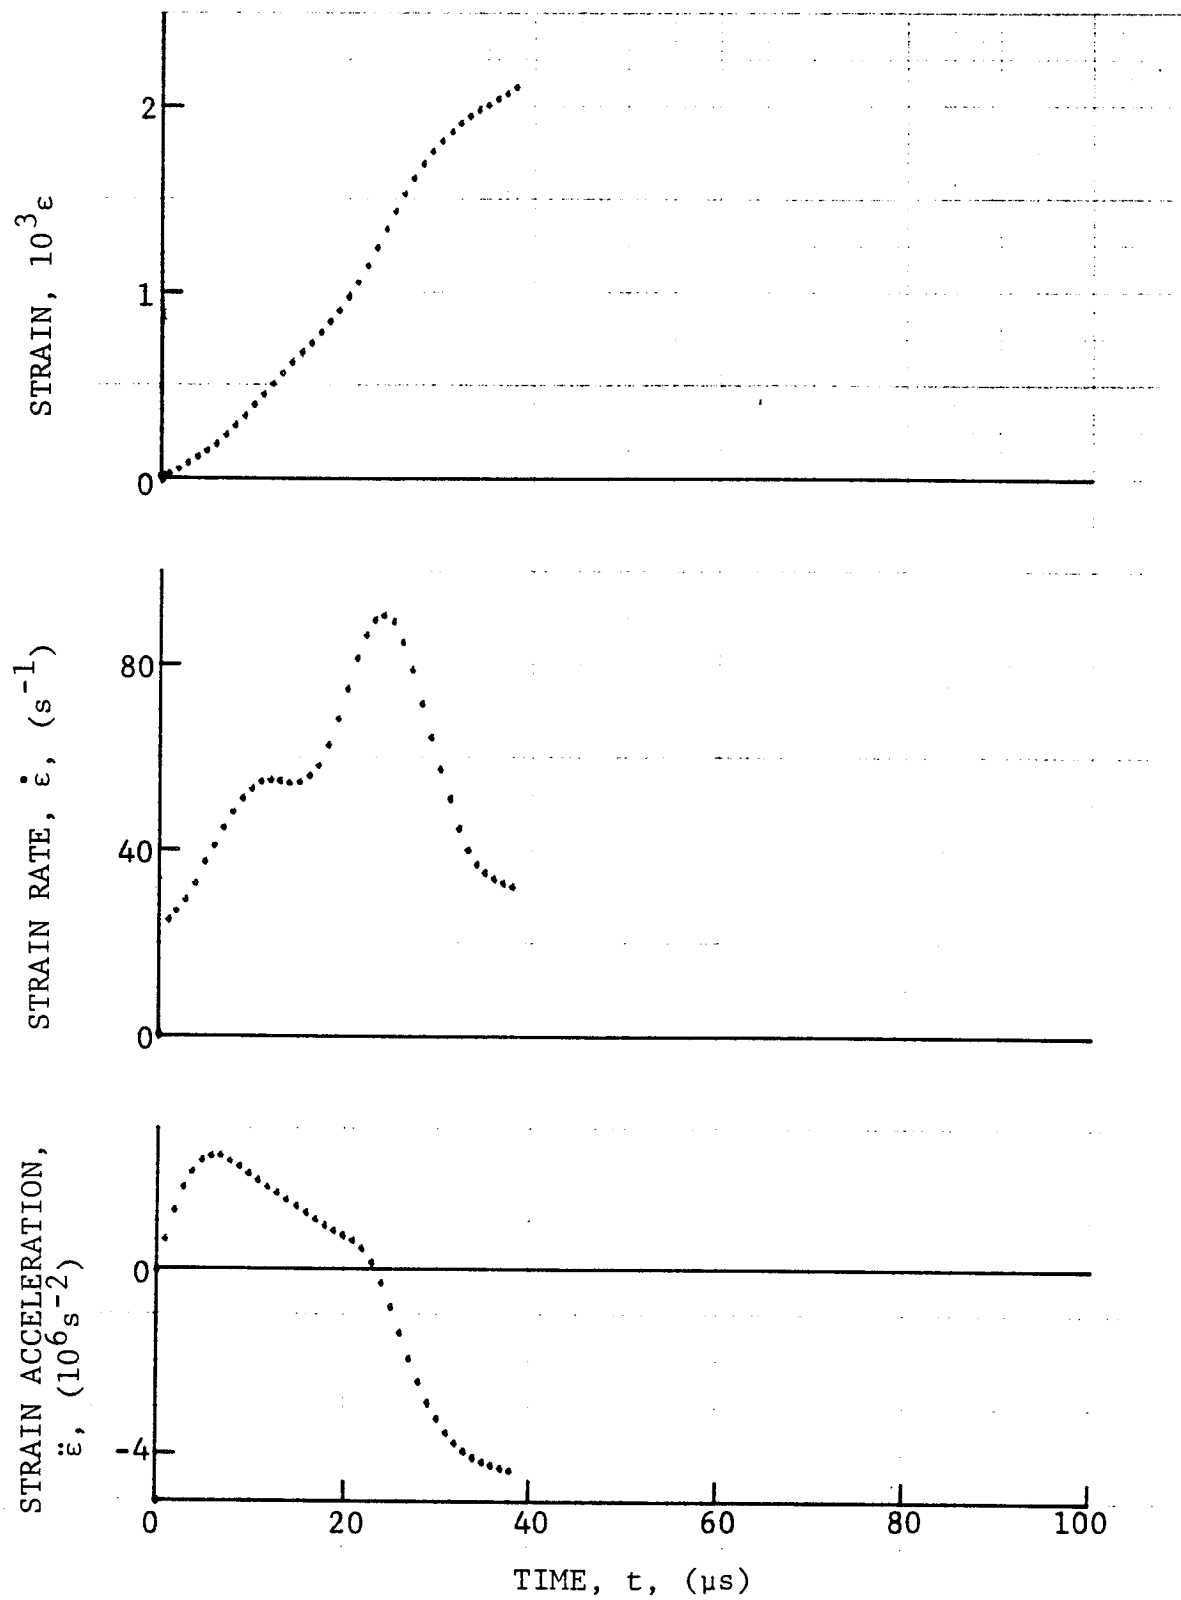 2
1
0
STRAIN, 10³ε
80
40
0
STRAIN RATE, ε̇, (s⁻¹)
0
-4
STRAIN ACCELERATION,
ε̈, (10⁶s⁻²)
0 20 40 60 80 100
TIME, t, (μs)